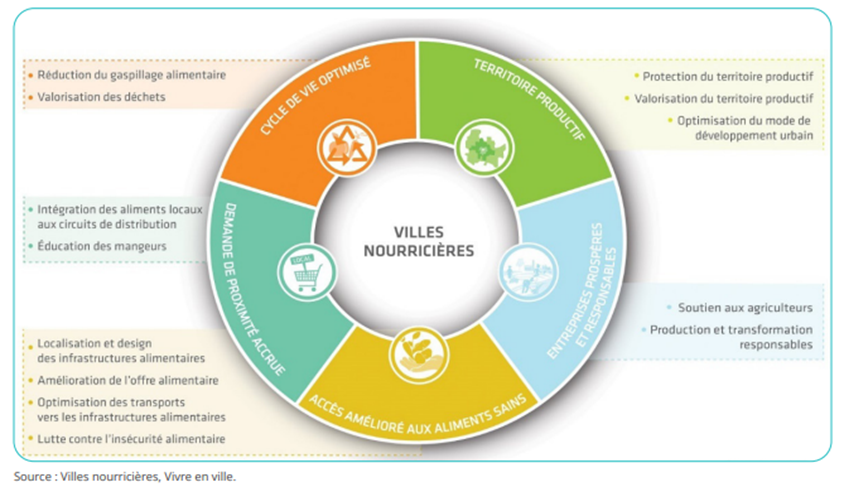 CYCLE DE VIE OPTIMISÉ
• Réduction du gaspillage alimentaire
• Valorisation des déchets
TERRITOIRE PRODUCTIF
• Protection du territoire productif
• Valorisation du territoire productif
• Optimisation du mode de
développement urbain
DEMANDE DE PROXIMITÉ ACCRUE
• Intégration des aliments locaux
aux circuits de distribution
• Éducation des mangeurs
LOCAL
VILLES
NOURRICIÈRES
ENTREPRISES PROSPÈRES
ET RESPONSABLES
• Soutien aux agriculteurs
• Production et transformation
responsables
ACCÈS AMÉLIORÉ AUX ALIMENTS SAINS
• Localisation et design
des infrastructures alimentaires
• Amélioration de l'offre alimentaire
• Optimisation des transports
vers les infrastructures alimentaires
• Lutte contre l'insécurité alimentaire
Source : Villes nourricières, Vivre en ville.